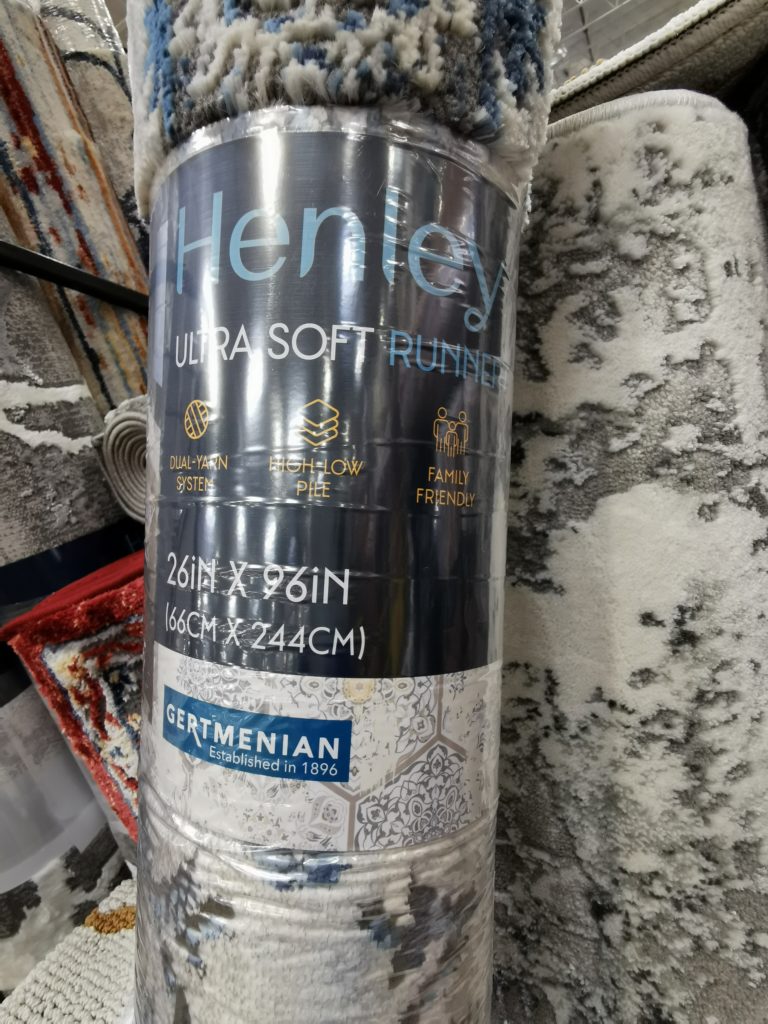 Henley
ULTRA SOFT RUNNER
DUAL-YARN
SYSTEM
HIGH-LOW
PILE
FAMILY
FRIENDLY
26iN X 96iN
(66CM X 244CM)
GERTMENIAN
Established in 1896